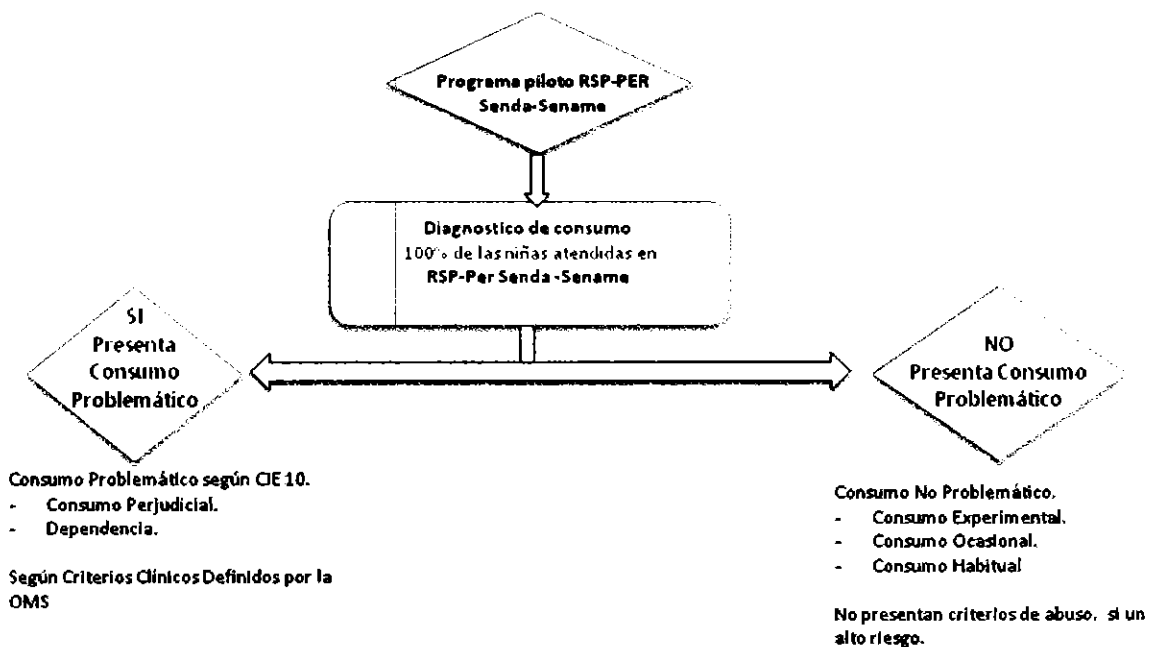 Programa piloto RSP-PER
Senda-Sename
Diagnostico de consumo
100% de las niñas atendidas en
RSP-Per Senda -Sename
SI
Presenta
Consumo
Problemático
NO
Presenta Consumo
Problemático
Consumo Problemático según CIE 10.
- Consumo Perjudicial.
- Dependencia.
Según Criterios Clínicos Definidos por la
OMS
Consumo No Problemático.
- Consumo Experimental.
- Consumo Ocasional.
- Consumo Habitual
No presentan criterios de abuso, si un
alto riesgo.